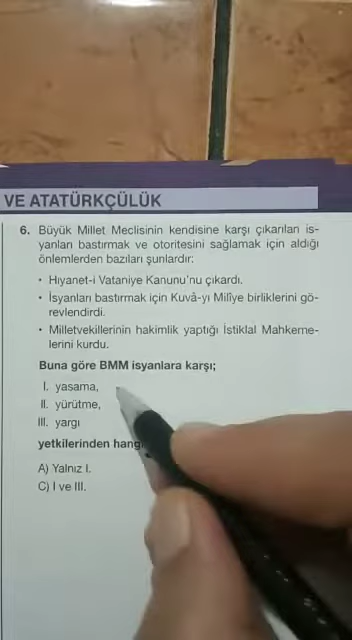 VE ATATÜRKÇÜLÜK
6. Büyük Millet Meclisinin kendisine karşı çıkarılan is-
yanları bastırmak ve otoritesini sağlamak için aldığı
önlemlerden bazıları şunlardır:
• Hıyanet-i Vataniye Kanunu'nu çıkardı.
• İsyanları bastırmak için Kuvâ-yı Millîye birliklerini gö-
revlendirdi.
• Milletvekillerinin hakimlik yaptığı İstiklal Mahkeme-
lerini kurdu.
Buna göre BMM isyanlara karşı;
I. yasama,
II. yürütme,
III. yargı
yetkilerinden
A) Yalnız I.
C) I ve III.